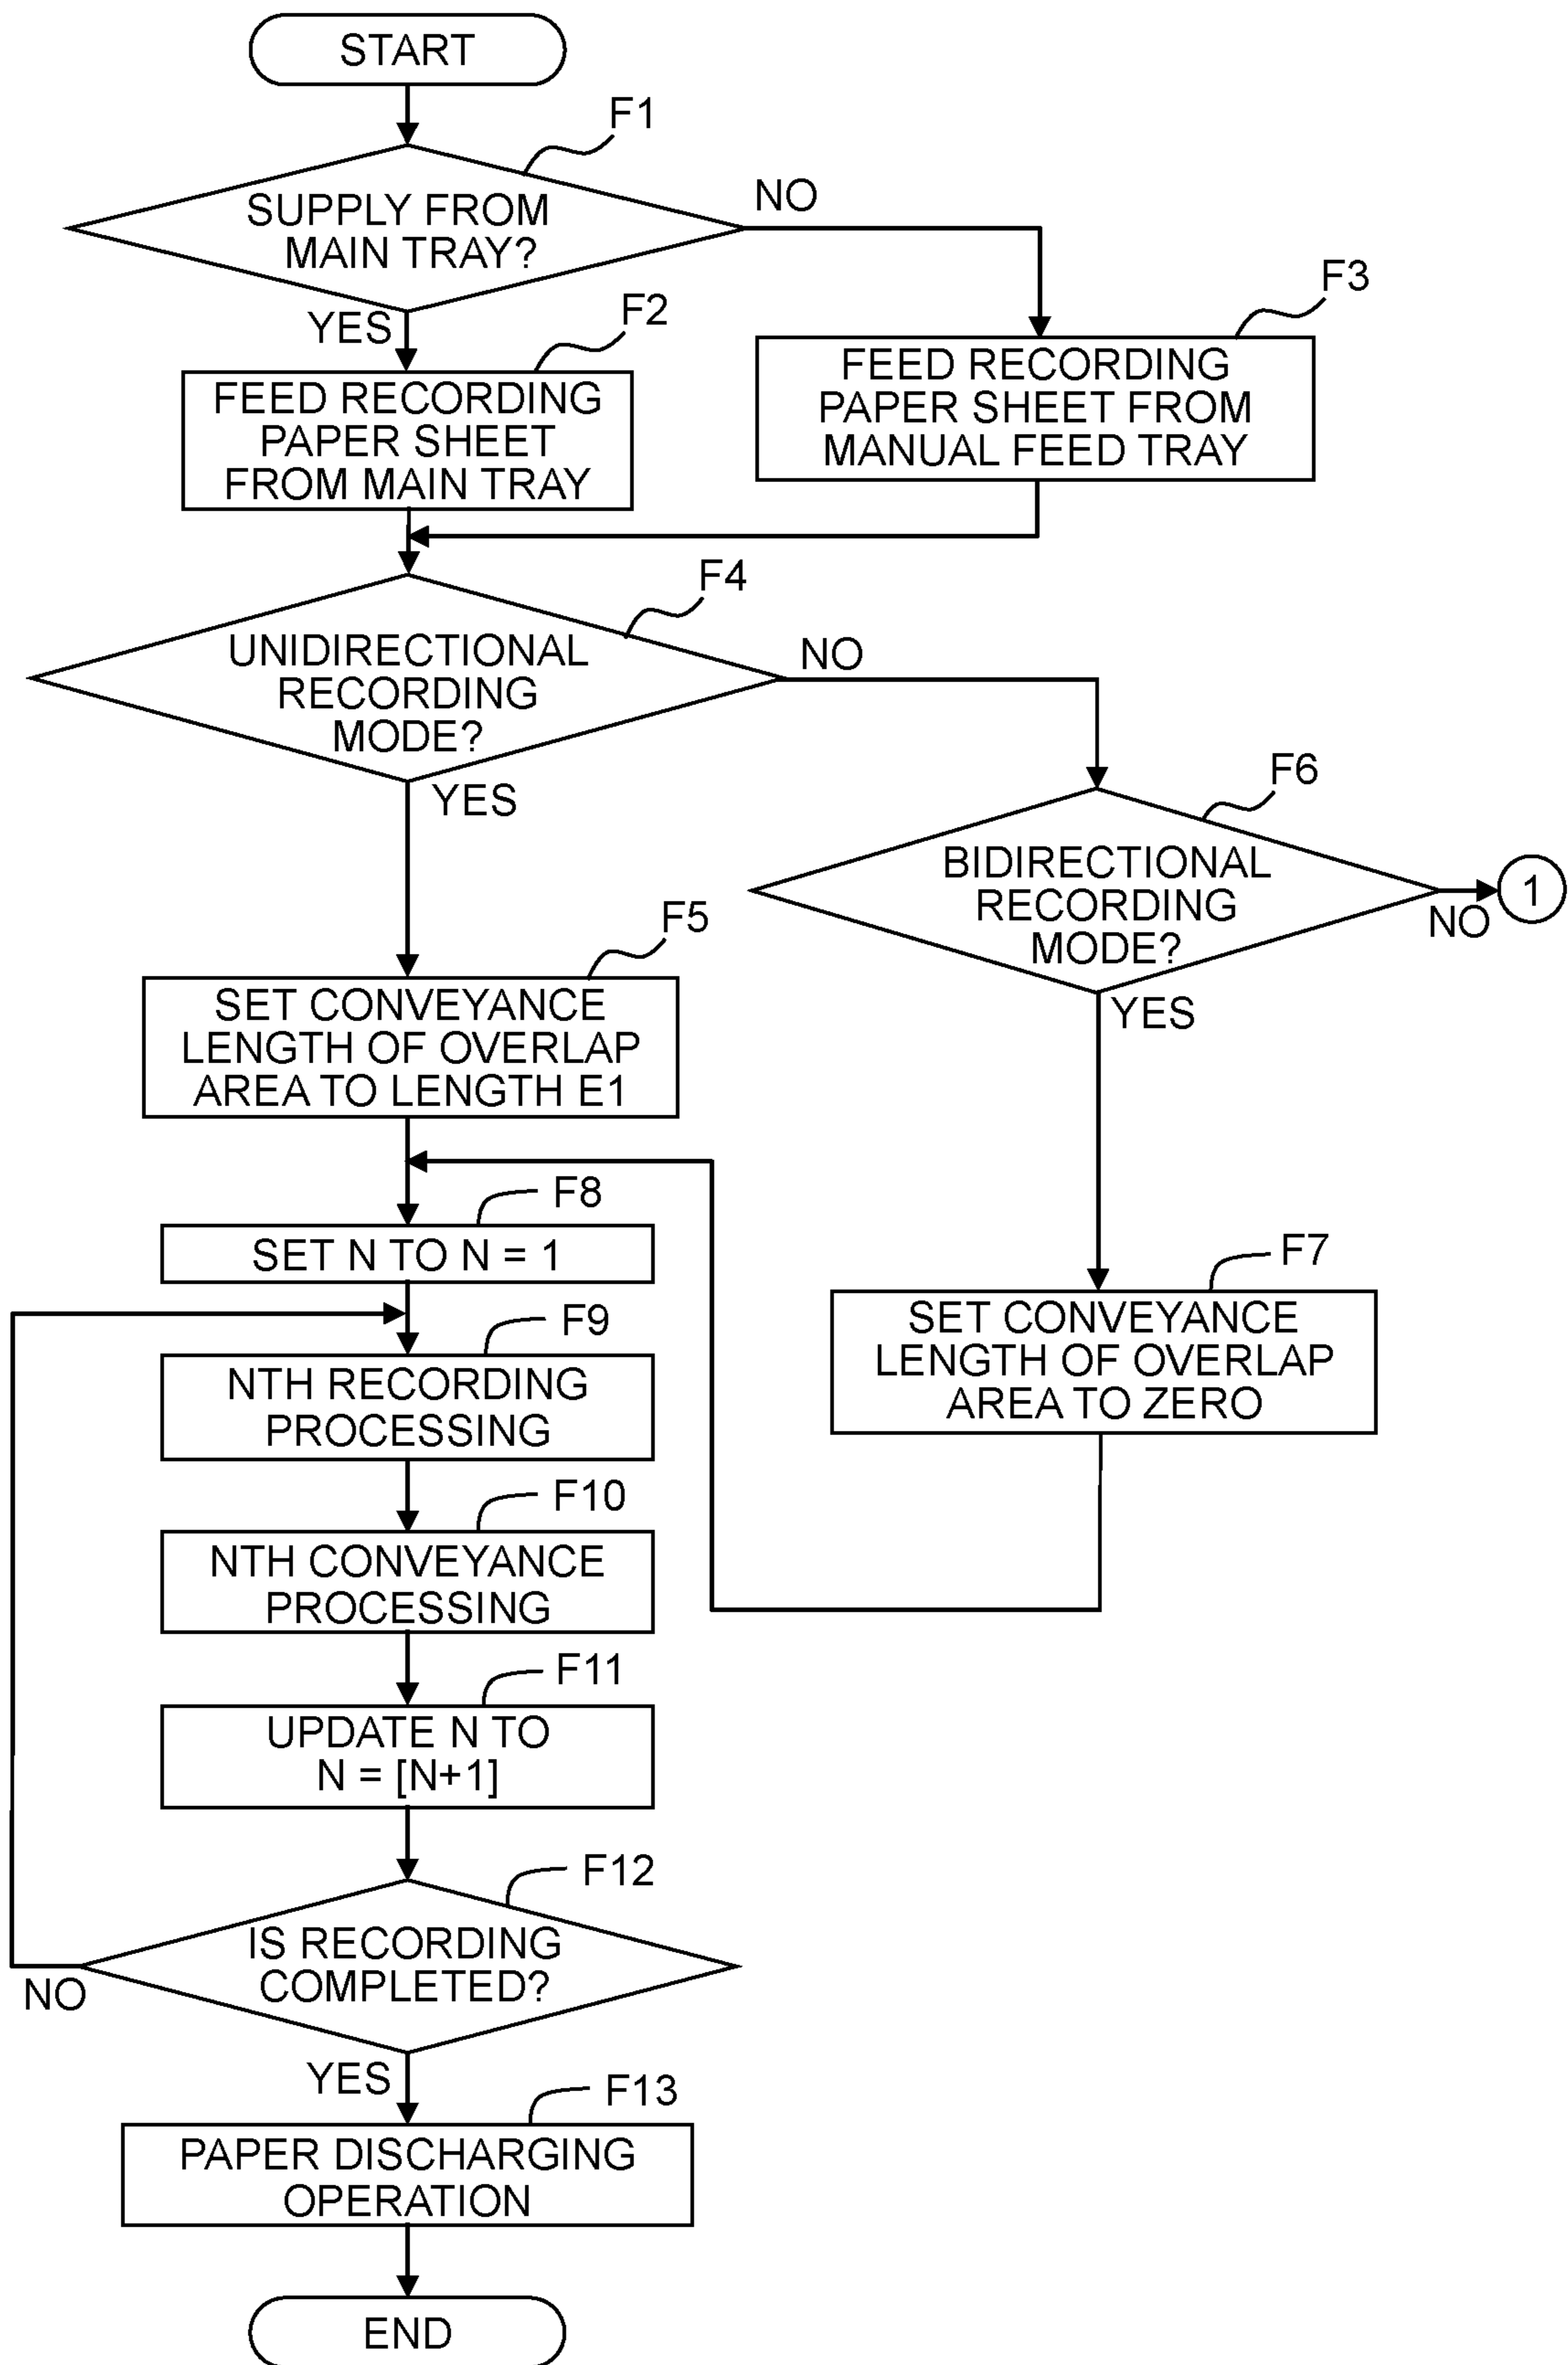 START
F1
SUPPLY FROM
MAIN TRAY?
NO
YES
F2
FEED RECORDING
PAPER SHEET
FROM MAIN TRAY
F3
FEED RECORDING
PAPER SHEET FROM
MANUAL FEED TRAY
F4
UNIDIRECTIONAL
RECORDING
MODE?
NO
YES
F6
BIDIRECTIONAL
RECORDING
MODE?
NO
1
YES
F5
SET CONVEYANCE
LENGTH OF OVERLAP
AREA TO LENGTH E1
F7
SET CONVEYANCE
LENGTH OF OVERLAP
AREA TO ZERO
F8
SET N TO N = 1
F9
NTH RECORDING
PROCESSING
F10
NTH CONVEYANCE
PROCESSING
F11
UPDATE N TO
N = [N+1]
F12
IS RECORDING
COMPLETED?
NO
YES
F13
PAPER DISCHARGING
OPERATION
END